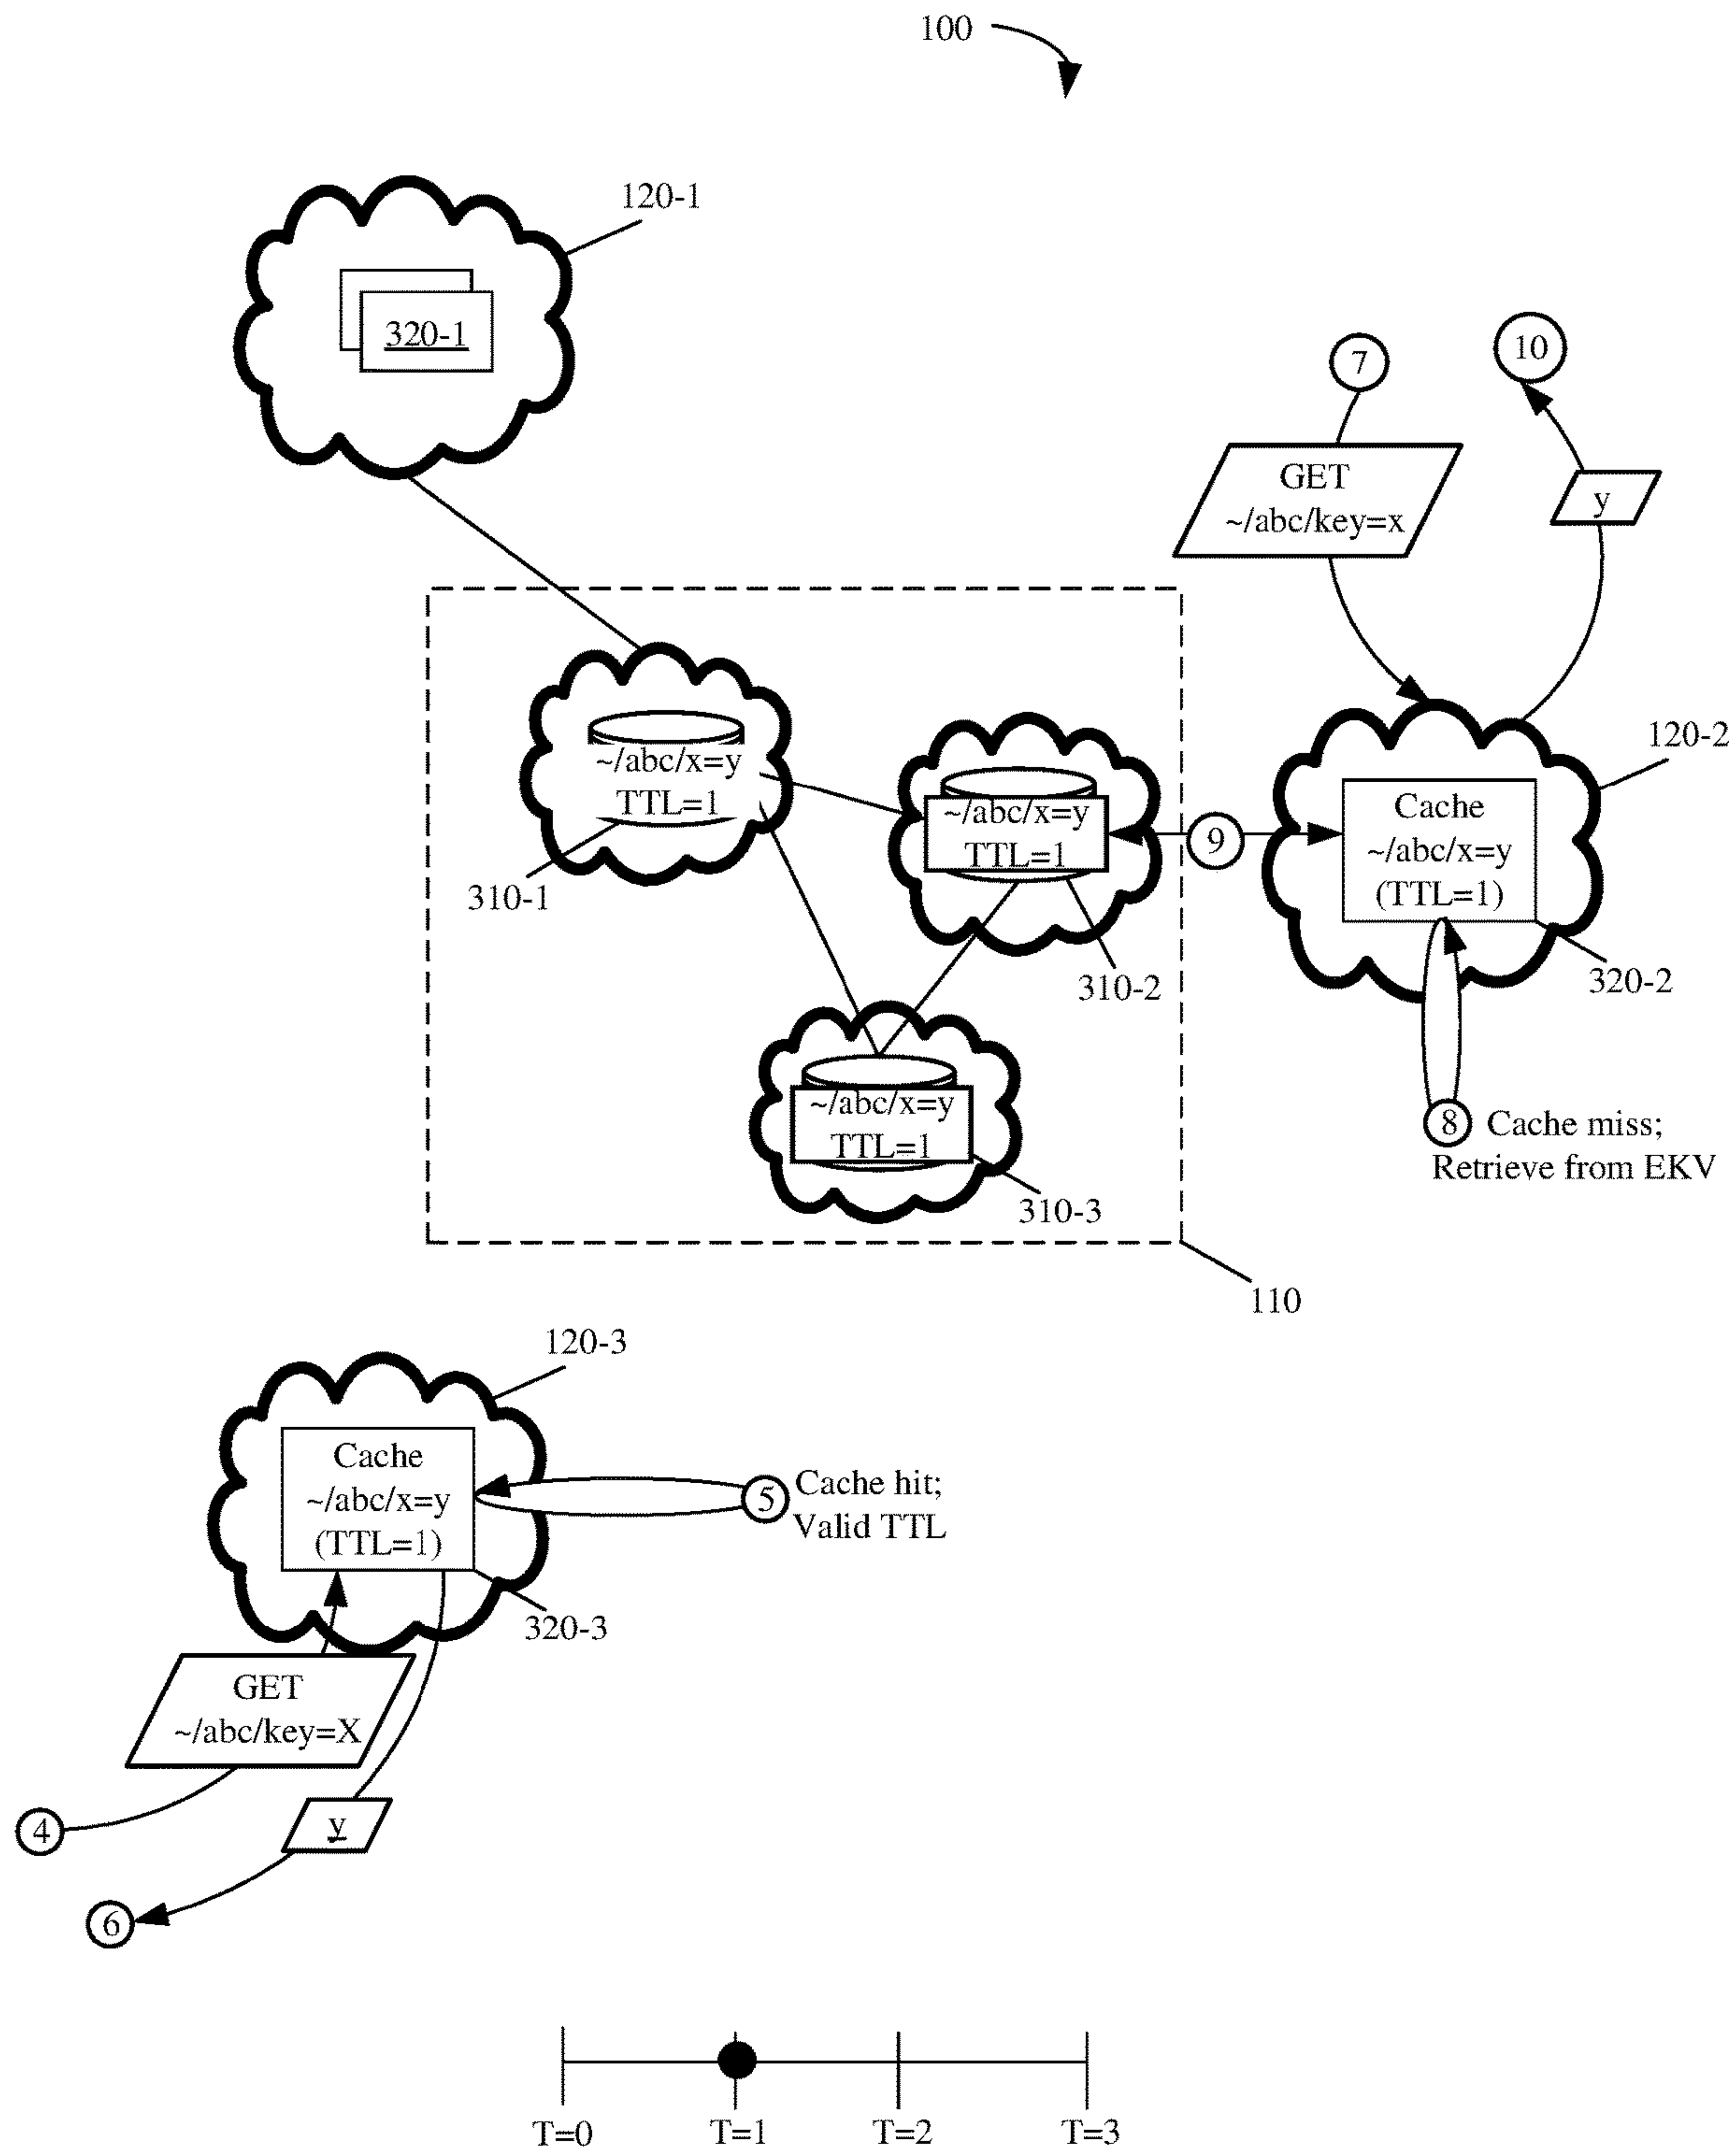 100
120-1
320-1
7
10
GET
~/abc/key=x
y
120-2
~/abc/x=y
TTL=1
310-1
~/abc/x=y
TTL=1
310-2
9
Cache
~/abc/x=y
(TTL=1)
320-2
~/abc/x=y
TTL=1
310-3
8 Cache miss;
Retrieve from EKV
110
120-3
Cache
~/abc/x=y
(TTL=1)
320-3
5 Cache hit;
Valid TTL
GET
~/abc/key=X
4
y
6
T=0 T=1 T=2 T=3